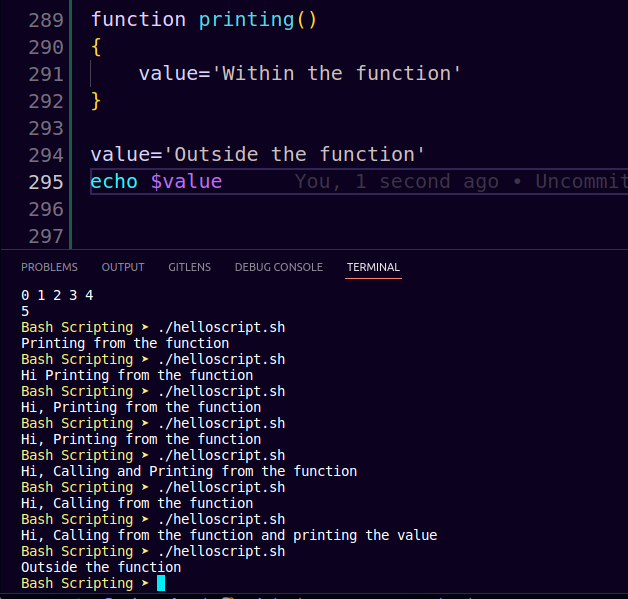 289 function printing()
290 {
291 value='Within the function'
292 }
293
294 value='Outside the function'
295 echo $value You, 1 second ago • Uncommit
296
297
PROBLEMS OUTPUT GITLENS DEBUG CONSOLE TERMINAL
0 1 2 3 4
5
Bash Scripting ➤ ./helloscript.sh
Printing from the function
Bash Scripting ➤ ./helloscript.sh
Hi Printing from the function
Bash Scripting ➤ ./helloscript.sh
Hi, Printing from the function
Bash Scripting ➤ ./helloscript.sh
Hi, Printing from the function
Bash Scripting ➤ ./helloscript.sh
Hi, Calling and Printing from the function
Bash Scripting ➤ ./helloscript.sh
Hi, Calling from the function
Bash Scripting ➤ ./helloscript.sh
Hi, Calling from the function and printing the value
Bash Scripting ➤ ./helloscript.sh
Outside the function
Bash Scripting ➤